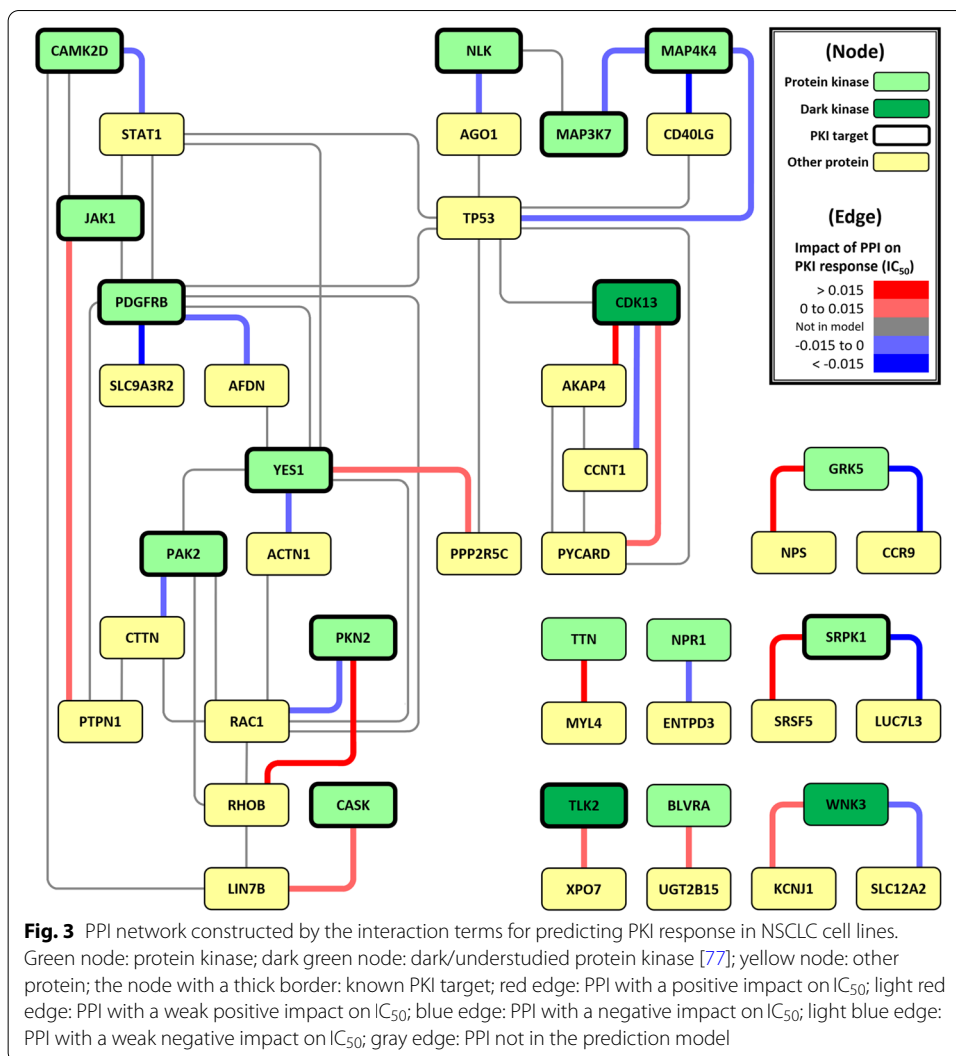 CAMK2D
NLK
MAP4K4
STAT1
AGO1
MAP3K7
CD40LG
JAK1
TP53
PDGFRB
CDK13
SLC9A3R2
AFDN
AKAP4
YES1
CCNT1
PAK2
ACTN1
PPP2R5C
PYCARD
CTTN
PKN2
PTPN1
RAC1
RHOB
CASK
LIN7B
(Node)
Protein kinase
Dark kinase
PKI target
Other protein
(Edge)
Impact of PPI on
PKI response (IC50)
> 0.015
0 to 0.015
Not in model
-0.015 to 0
< -0.015
GRK5
NPS
CCR9
TTN
NPR1
SRPK1
MYL4
ENTPD3
SRSF5
LUC7L3
TLK2
BLVRA
WNK3
XPO7
UGT2B15
KCNJ1
SLC12A2
Fig. 3 PPI network constructed by the interaction terms for predicting PKI response in NSCLC cell lines.
Green node: protein kinase; dark green node: dark/understudied protein kinase [77]; yellow node: other
protein; the node with a thick border: known PKI target; red edge: PPI with a positive impact on IC50; light red
edge: PPI with a weak positive impact on IC50; blue edge: PPI with a negative impact on IC50; light blue edge:
PPI with a weak negative impact on IC50; gray edge: PPI not in the prediction model